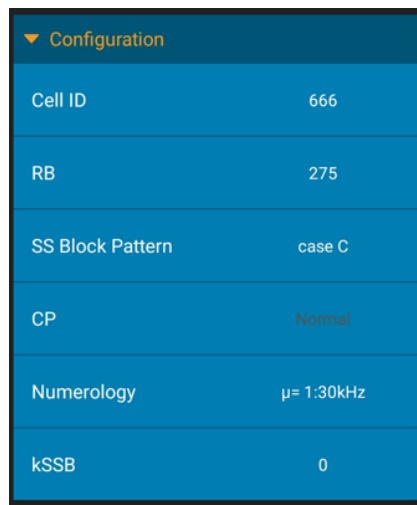 Configuration
Cell ID 666
RB 275
SS Block Pattern case C
CP Normal
Numerology µ= 1:30kHz
kSSB 0